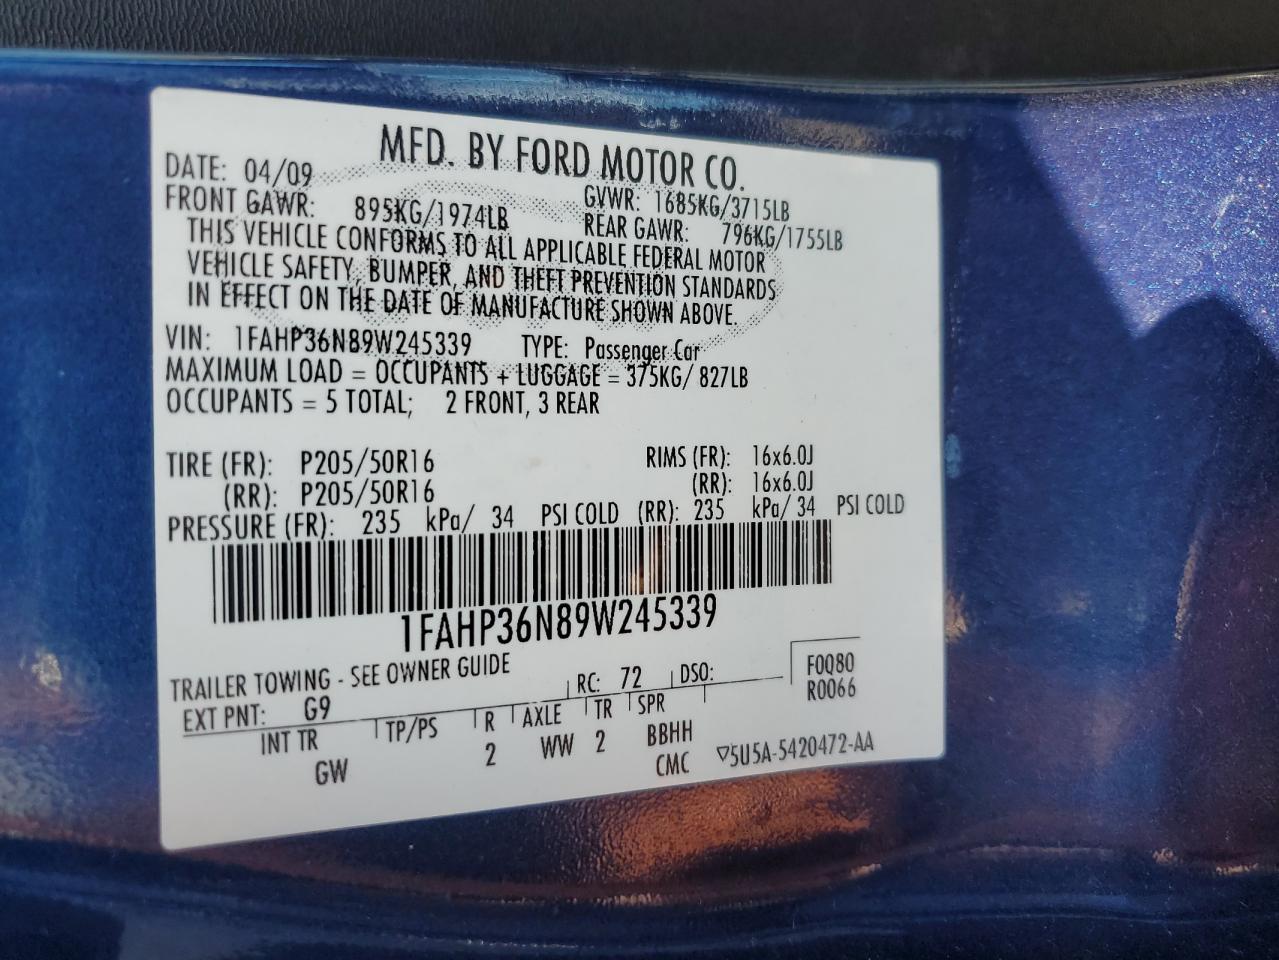 MFD. BY FORD MOTOR CO.
DATE: 04/09 GVWR: 1685KG/3715LB
FRONT GAWR: 895KG/1974LB REAR GAWR: 796KG/1755LB
THIS VEHICLE CONFORMS TO ALL APPLICABLE FEDERAL MOTOR
VEHICLE SAFETY, BUMPER, AND THEFT PREVENTION STANDARDS
IN EFFECT ON THE DATE OF MANUFACTURE SHOWN ABOVE.
VIN: 1FAHP36N89W245339 TYPE: Passenger Car
MAXIMUM LOAD = OCCUPANTS + LUGGAGE = 375KG/ 827LB
OCCUPANTS = 5 TOTAL; 2 FRONT, 3 REAR
TIRE (FR): P205/50R16 RIMS (FR): 16x6.0J
(RR): P205/50R16 (RR): 16x6.0J
PRESSURE (FR): 235 kPa/ 34 PSI COLD (RR): 235 kPa/ 34 PSI COLD
1FAHP36N89W245339
TRAILER TOWING - SEE OWNER GUIDE
EXT PNT: G9 RC: 72 DSO: F0080
R0066
INT TR TP/PS R AXLE TR SPR
GW 2 WW 2 BBHH
CMC 5U5A-5420472-AA